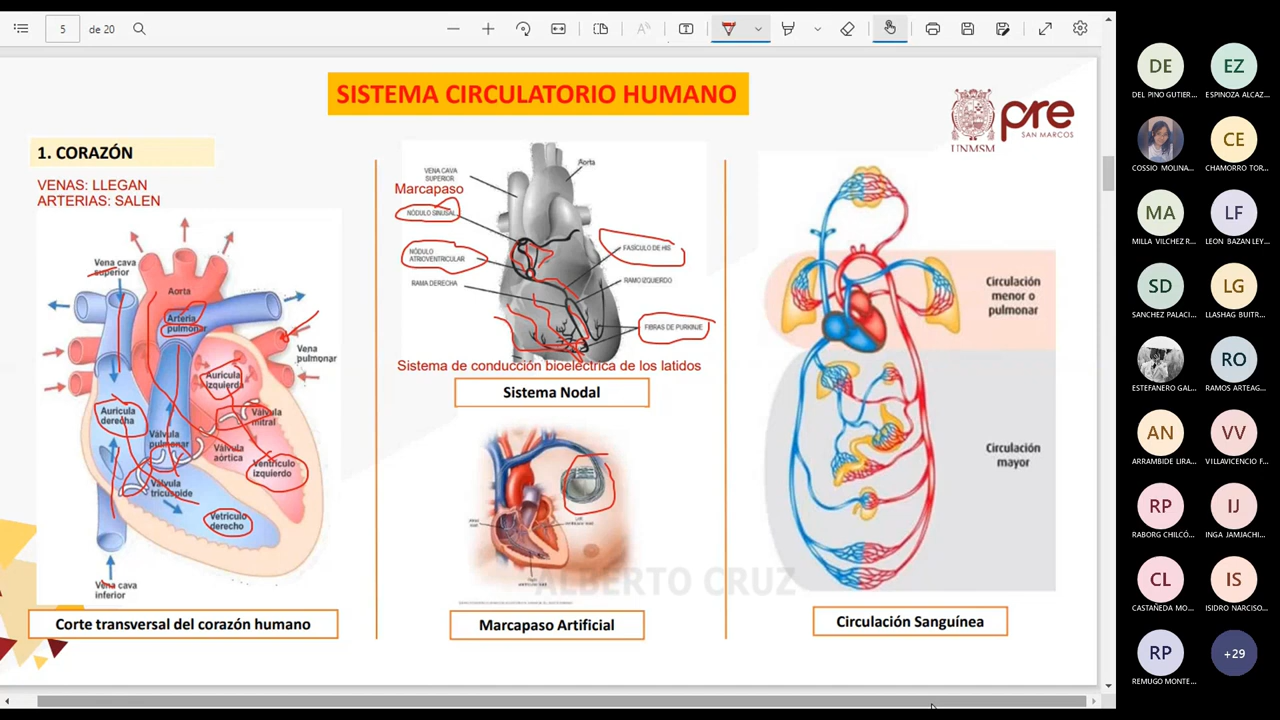 5
de 20
SISTEMA CIRCULATORIO HUMANO
UNMSM
pre
SAN MARCOS
1. CORAZÓN
VENAS: LLEGAN
ARTERIAS: SALEN
Vena cava
superior
Aorta
Arteria
pulmonar
Vena
pulmonar
Aurícula
izquierda
Aurícula
derecha
Válvula
mitral
Válvula
pulmonar
Válvula
aórtica
Ventrículo
izquierdo
Válvula
tricúspide
Vetrículo
derecho
Vena cava
inferior
Corte transversal del corazón humano
Aorta
VENA CAVA
SUPERIOR
Marcapaso
NÓDULO SINUSAL
NÓDULO
ATRIOVENTRICULAR
FASÍCULO DE HIS
RAMA DERECHA
RAMO IZQUIERDO
FIBRAS DE PURKINJE
Sistema de conducción bioeléctrica de los latidos
Sistema Nodal
ALBERTO CRUZ
Marcapaso Artificial
Circulación
menor o
pulmonar
Circulación
mayor
Circulación Sanguínea
DE
DEL PINO GUTIER...
EZ
ESPINOZA ALCAZ...
COSSIO MOLINA...
CE
CHAMORRO TOR...
MA
MILLA VILCHEZ R...
LF
LEON BAZAN LEY...
SD
SANCHEZ PALACI...
LG
LLASHAG BUITR...
ESTEFANERO GAL...
RO
RAMOS ARTEAG...
AN
ARRAMBIDE LIRA...
VV
VILLAVICENCIO F...
RP
RABORG CHILCÓ...
IJ
INGA JAMJACHI...
CL
CASTAÑEDA MO...
IS
ISIDRO NARCISO...
RP
REMUGO MONTE...
+29